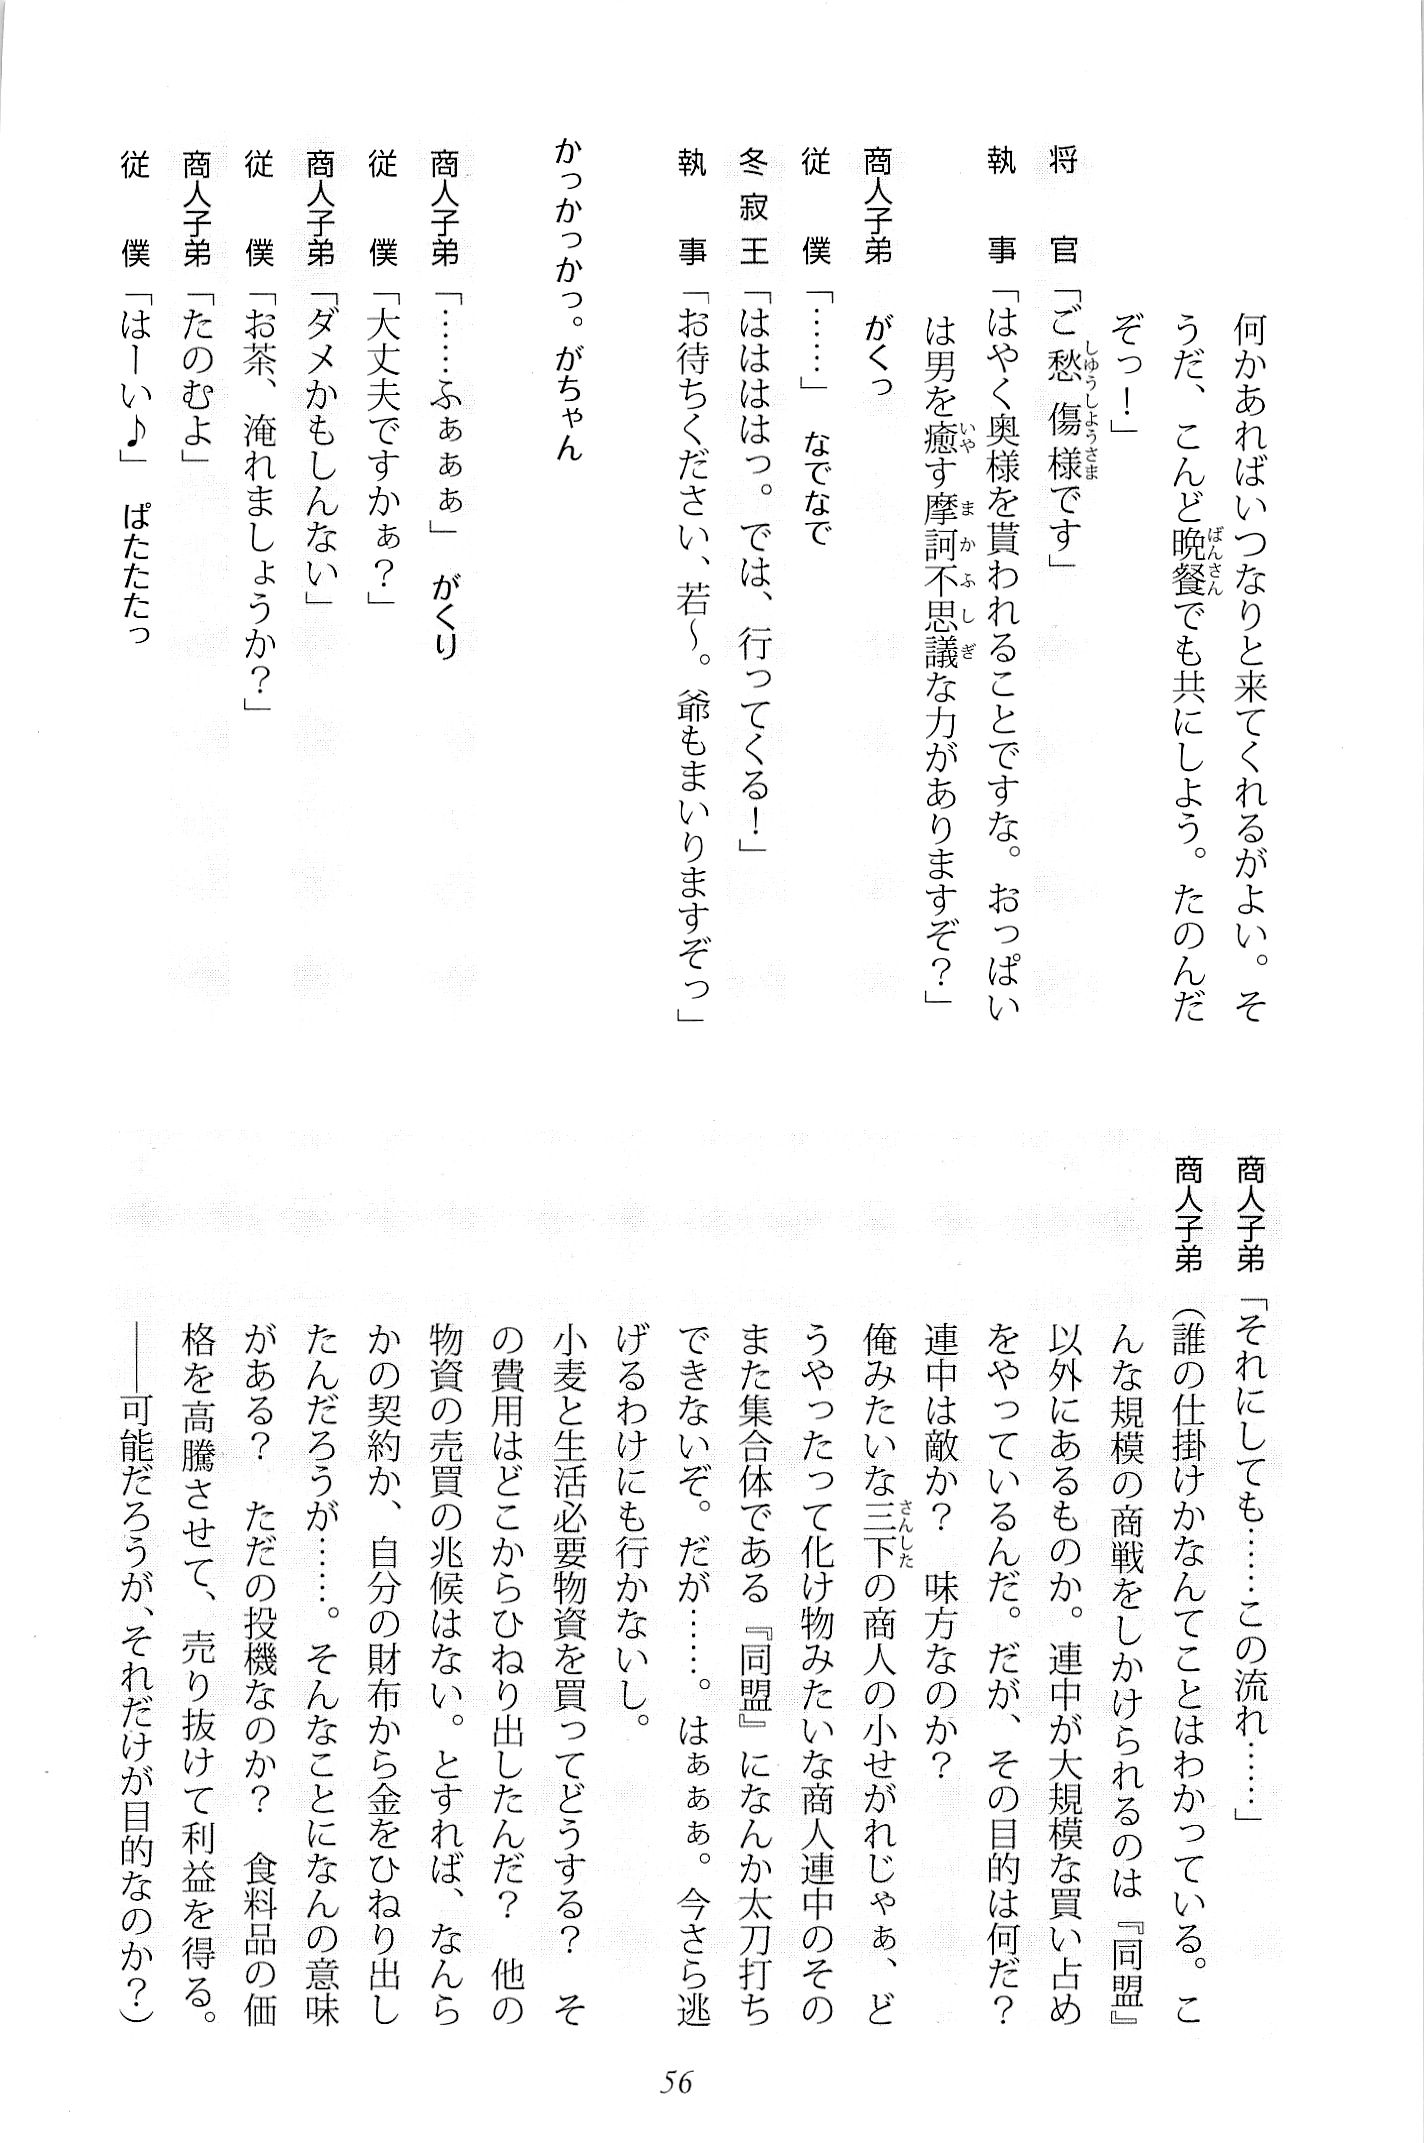 何かあればいつなりと来てくれるがよい。そ
うだ、こんど晩餐でも共にしよう。たのんだ
ぞっ!」
将官「ご愁傷様です」
執事「はやく奥様を貰われることですな。おっぱい
は男を癒す摩訶不思議な力がありますぞ?」
商人子弟 がくっ
従僕「……」 なでなで
冬寂王「はははは​っ。では、行ってくる!」
執事「お待ちください、若〜。爺もまいりますぞっ」
かっかっかっ。がちゃん
商人子弟「……ふぁぁぁ」 がくり
従僕「大丈夫ですかぁ?」
商人子弟「ダメかもしんない」
従僕「お茶、淹れましょうか?」
商人子弟「たのむよ」
従僕「はーい♪」 ぱたたたっ
商人子弟「それにしても……この流れ……」
商人子弟(誰の仕掛けかなんてことはわかっている。こ
んな規模の商戦をしかけられるのは『同盟』
以外にあるものか。連中が大規模な買い占め
をやっているんだ。だが、その目的は何だ?
連中は敵か? 味方なのか?
俺みたいな三下の商人の小せがれじゃぁ、ど
うやったって化け物みたいな商人連中のその
また集合体である『同盟』になんか太刀打ち
できないぞ。だが……。はぁぁぁ。今さら逃
げるわけにも行かないし。
小麦と生活必要物資を買ってどうする? そ
の費用はどこからひねり出したんだ? 他の
物資の売買の兆候はない。とすれば、なんら
かの契約か、自分の財布から金をひねり出し
たんだろうが……。そんなことになんの意味
がある? ただの投機なのか? 食料品の価
格を高騰させて、売り抜けて利益を得る。
――可能だろうが、それだけが目的なのか?)
56